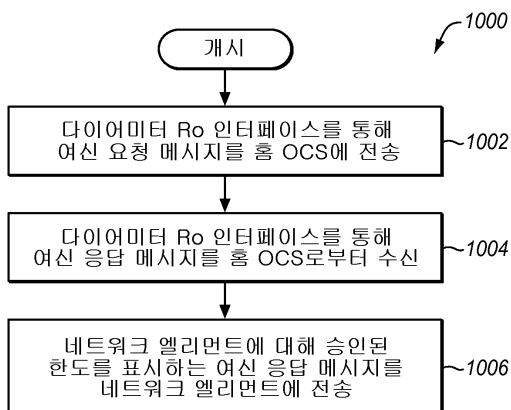 1000
개시
다이어미터 Ro 인터페이스를 통해
여신 요청 메시지를 홈 OCS에 전송
1002
다이어미터 Ro 인터페이스를 통해
여신 응답 메시지를 홈 OCS로부터 수신
1004
네트워크 엘리먼트에 대해 승인된
한도를 표시하는 여신 응답 메시지를
네트워크 엘리먼트에 전송
1006